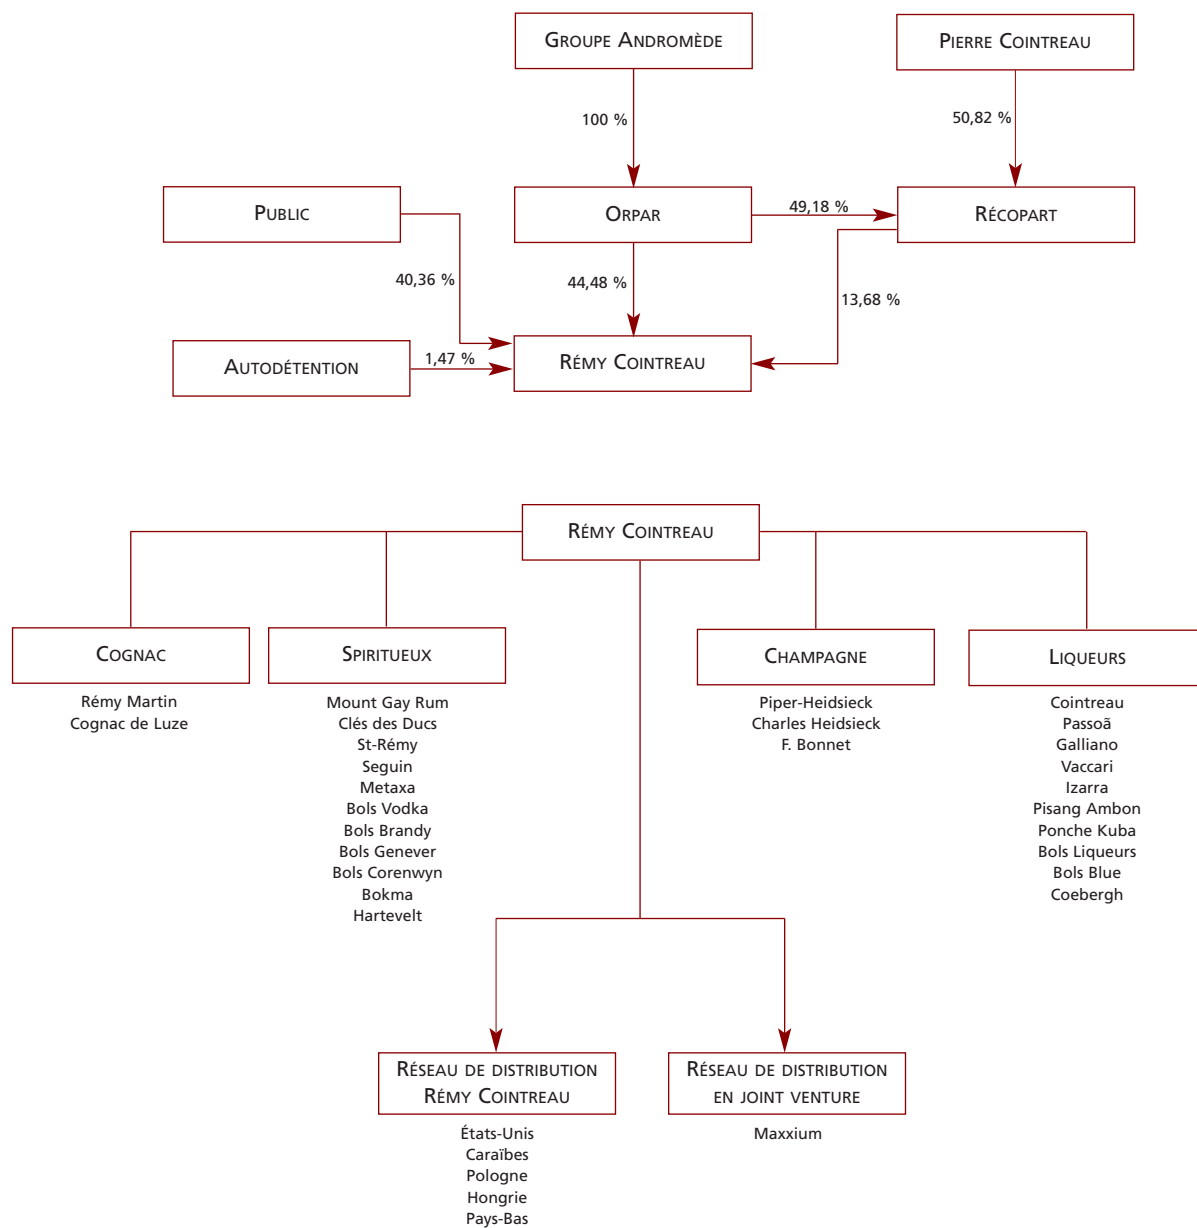 GROUPE ANDROMÈDE
PIERRE COINTREAU
100 %
50,82 %
PUBLIC
ORPAR
49,18 %
RÉCOPART
40,36 %
44,48 %
13,68 %
AUTODÉTENTION
1,47 %
RÉMY COINTREAU
RÉMY COINTREAU
COGNAC
Rémy Martin
Cognac de Luze
SPIRITUEUX
Mount Gay Rum
Clés des Ducs
St-Rémy
Seguin
Metaxa
Bols Vodka
Bols Brandy
Bols Genever
Bols Corenwyn
Bokma
Hartevelt
CHAMPAGNE
Piper-Heidsieck
Charles Heidsieck
F. Bonnet
LIQUEURS
Cointreau
Passoã
Galliano
Vaccari
Izarra
Pisang Ambon
Ponche Kuba
Bols Liqueurs
Bols Blue
Coebergh
RÉSEAU DE DISTRIBUTION
RÉMY COINTREAU
États-Unis
Caraïbes
Pologne
Hongrie
Pays-Bas
RÉSEAU DE DISTRIBUTION
EN JOINT VENTURE
Maxxium